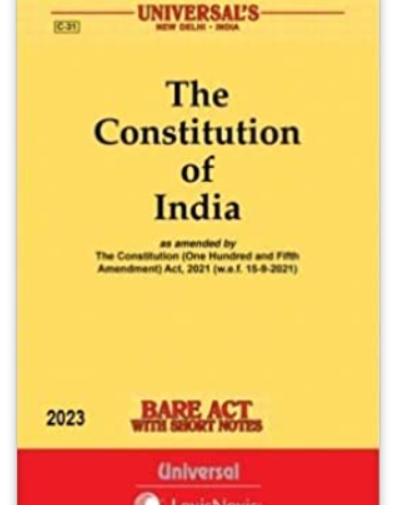 UNIVERSAL'S
NEW DELHI - INDIA
C-31
The
Constitution
of
India
as amended by
The Constitution (One Hundred and Fifth
Amendment) Act, 2021 (w.e.f. 15-9-2021)
2023
BARE ACT
WITH SHORT NOTES
Universal
LexisNexis